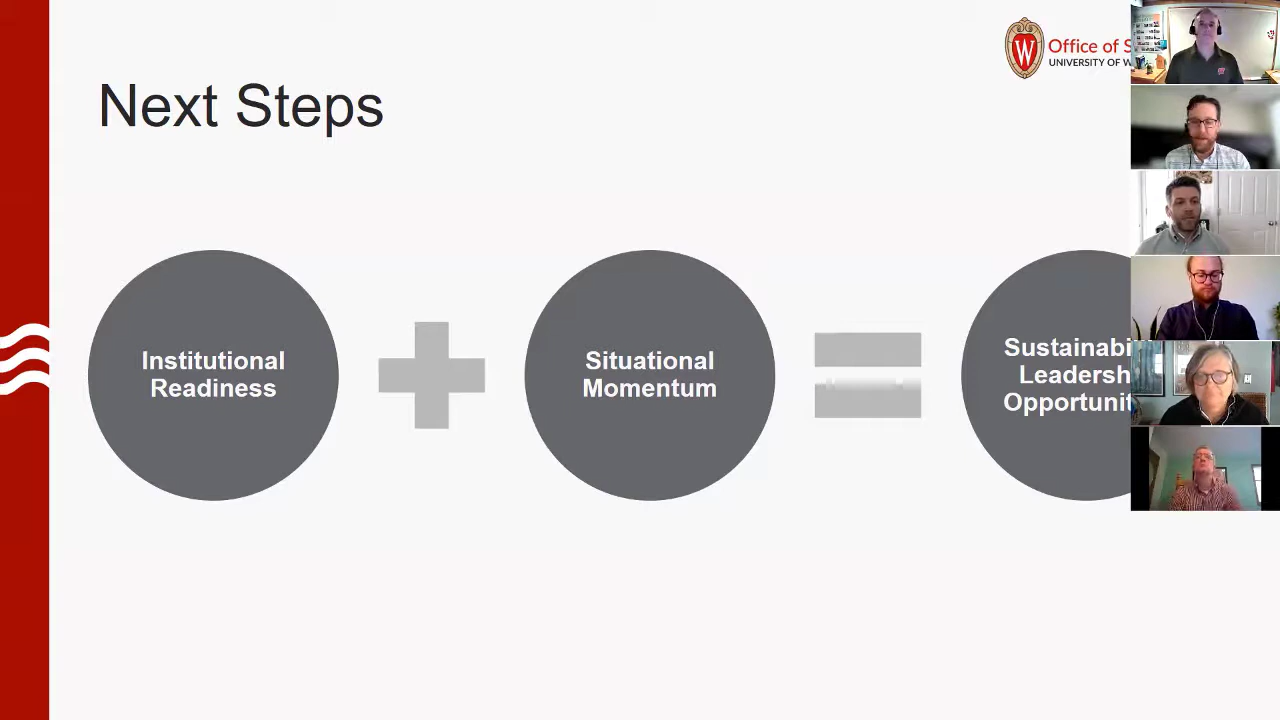 W
Office of S
UNIVERSITY OF W
Next Steps
Institutional
Readiness
Situational
Momentum
Sustainabi
Leadersh
Opportunit